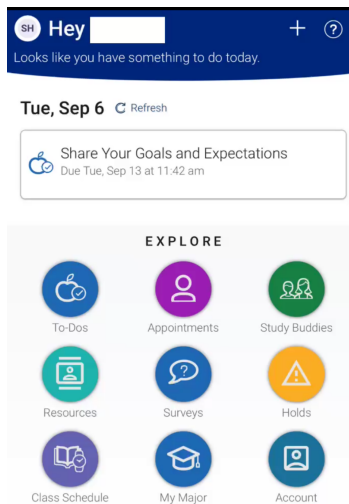 SH Hey
Looks like you have something to do today.
Tue, Sep 6 Refresh
Share Your Goals and Expectations
Due Tue, Sep 13 at 11:42 am
EXPLORE
To-Dos Appointments Study Buddies
Resources Surveys Holds
Class Schedule My Major Account